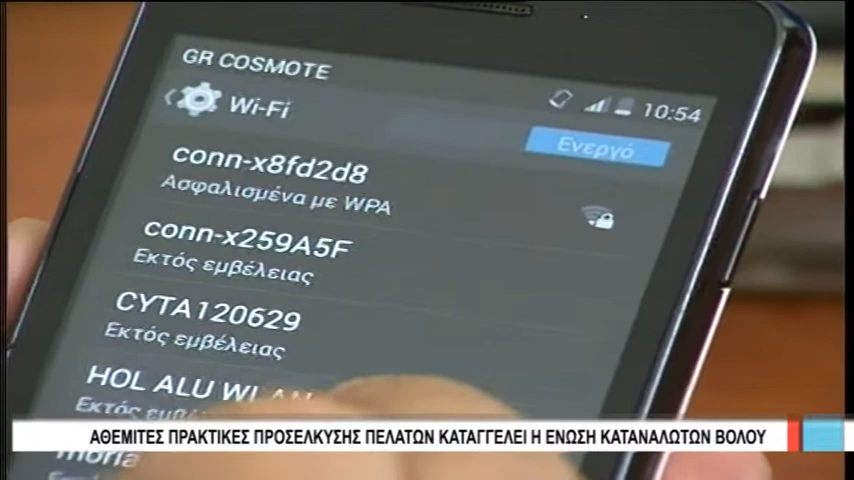 GR COSMOTE
10:54
Wi-Fi
Ενεργό
conn-x8fd2d8
Ασφαλισμένα με WPA
conn-x259A5F
Εκτός εμβέλειας
CYTA120629
Εκτός εμβέλειας
HOL ALU WLAN
Εκτός
ΑΘΕΜΙΤΕΣ ΠΡΑΚΤΙΚΕΣ ΠΡΟΣΕΛΚΥΣΗΣ ΠΕΛΑΤΩΝ ΚΑΤΑΓΓΕΛΕΙ Η ΕΝΩΣΗ ΚΑΤΑΝΑΛΩΤΩΝ ΒΟΛΟΥ